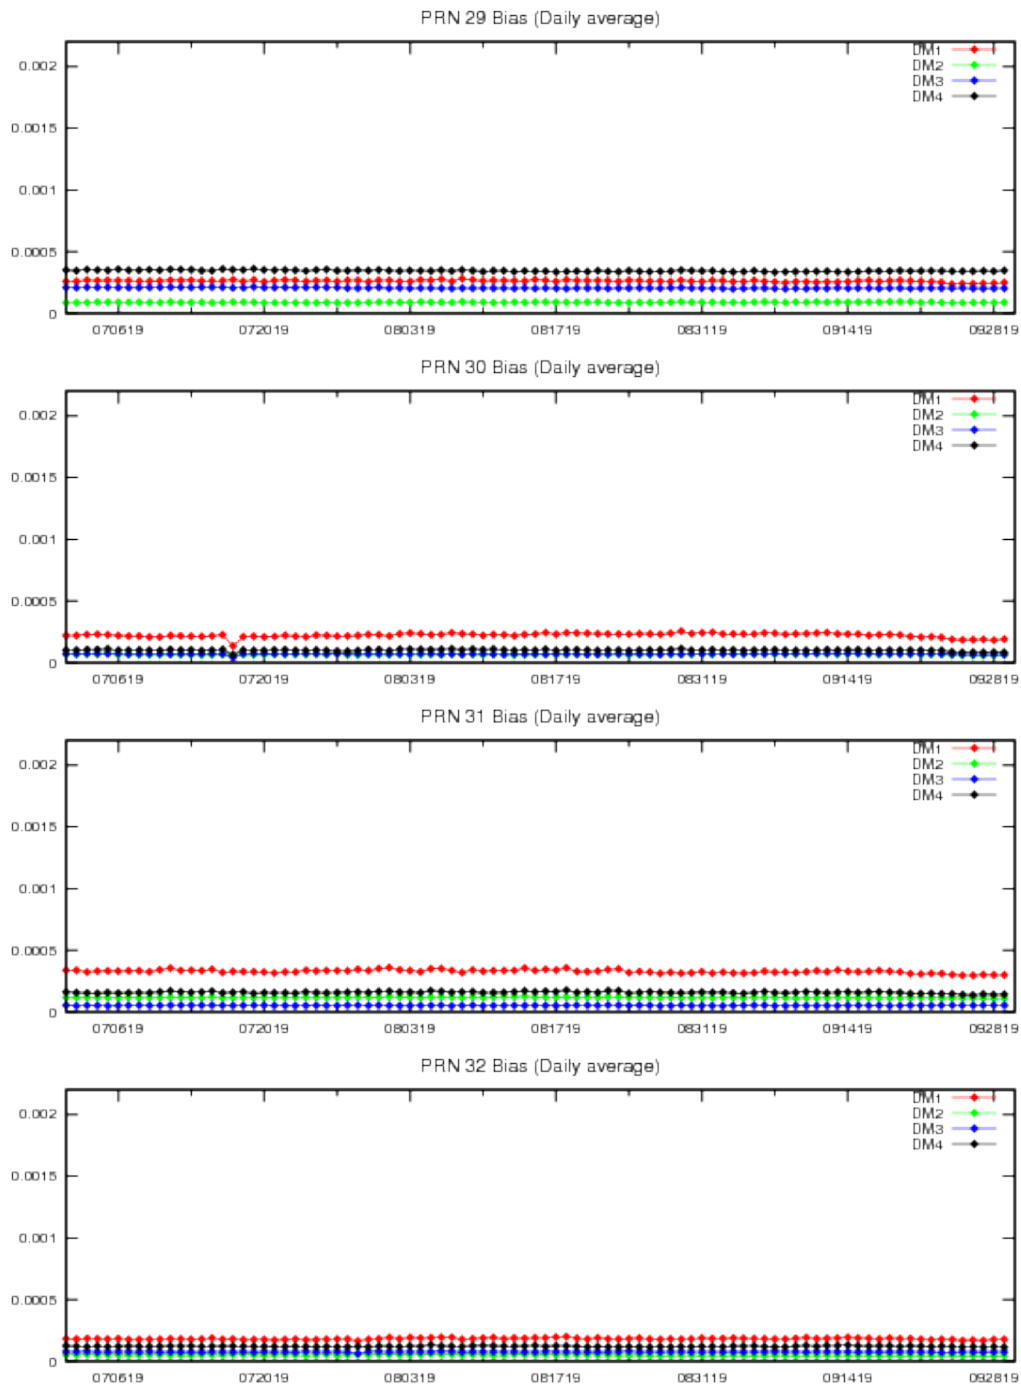 PRN 29 Bias (Daily average)
DM1
0.002
DM2
DM3
DM4
0.0015
0.001
0.0005
0
070619 072019 080319 081719 083119 091419 092819
PRN 30 Bias (Daily average)
DM1
0.002
DM2
DM3
DM4
0.0015
0.001
0.0005
0
070619 072019 080319 081719 083119 091419 092819
PRN 31 Bias (Daily average)
DM1
0.002
DM2
DM3
DM4
0.0015
0.001
0.0005
0
070619 072019 080319 081719 083119 091419 092819
PRN 32 Bias (Daily average)
DM1
0.002
DM2
DM3
DM4
0.0015
0.001
0.0005
0
070619 072019 080319 081719 083119 091419 092819